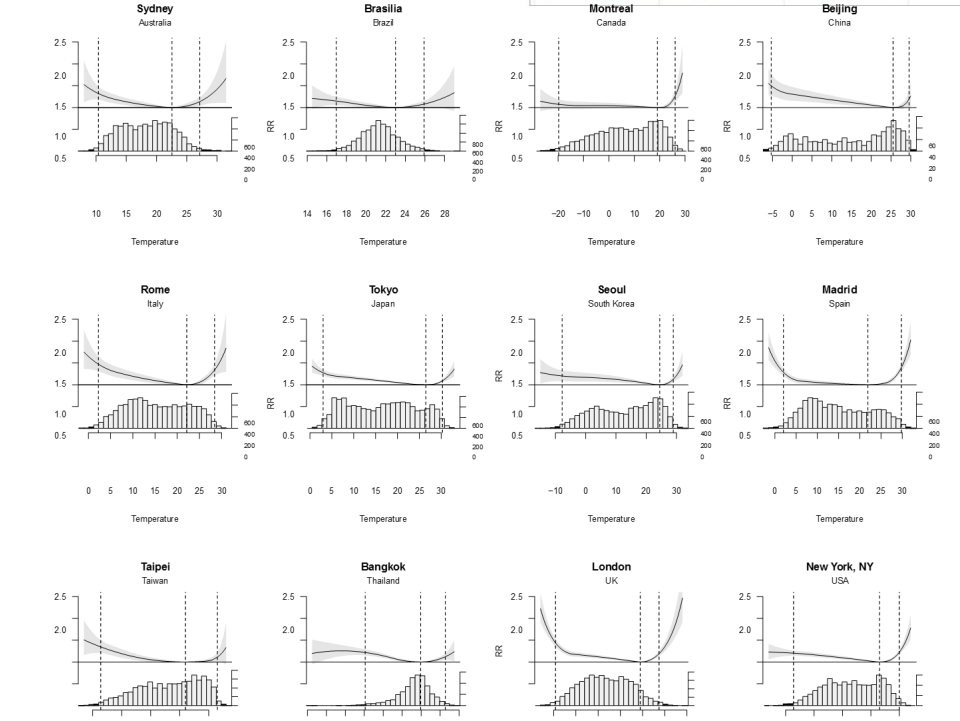 Sydney Brasilia Montreal Beijing
Australia Brazil Canada China
2.5 2.5 2.5 2.5
2.0 2.0 2.0 2.0
1.5 1.5 1.5 1.5
RR RR RR
1.0 1.0 1.0 1.0
800 60 60
600 40 40
400 20 20
0.5 0.5 0.5 0.5
200 0 0
0
10 15 20 25 30 14 16 18 20 22 24 26 28 −20 −10 0 10 20 30 −5 0 5 10 15 20 25 30
Temperature Temperature Temperature Temperature
Rome Tokyo Seoul Madrid
Italy Japan South Korea Spain
2.5 2.5 2.5 2.5
2.0 2.0 2.0 2.0
1.5 1.5 1.5 1.5
RR RR RR
1.0 1.0 1.0 1.0
600 600 600
400 400 400
0.5 0.5 0.5 0.5
200 200 200
0 0 0
0 5 10 15 20 25 30 0 5 10 15 20 25 30 −10 0 10 20 30 0 5 10 15 20 25 30
Temperature Temperature Temperature Temperature
Taipei Bangkok London New York, NY
Taiwan Thailand UK USA
2.5 2.5 2.5 2.5
2.0 2.0 2.0 2.0
RR